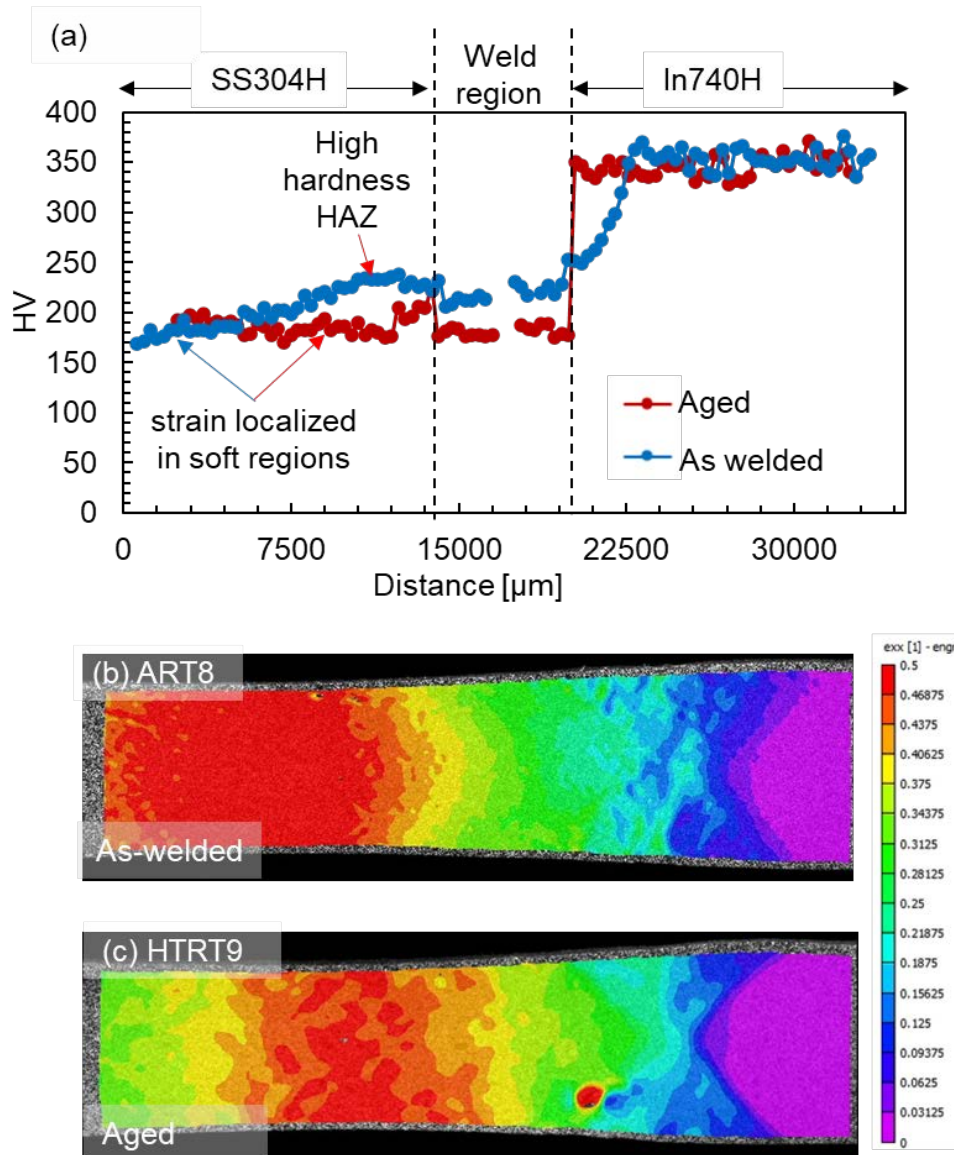 (a)
SS304H
Weld
region
In740H
400
350
300
250
200
150
100
50
0
HV
High
hardness
HAZ
strain localized
in soft regions
Aged
As welded
0
7500
15000
22500
30000
Distance [µm]
(b) ART8
As-welded
(c) HTRT9
Aged
exx [1] - engr
0.5
0.46875
0.4375
0.40625
0.375
0.34375
0.3125
0.28125
0.25
0.21875
0.1875
0.15625
0.125
0.09375
0.0625
0.03125
0